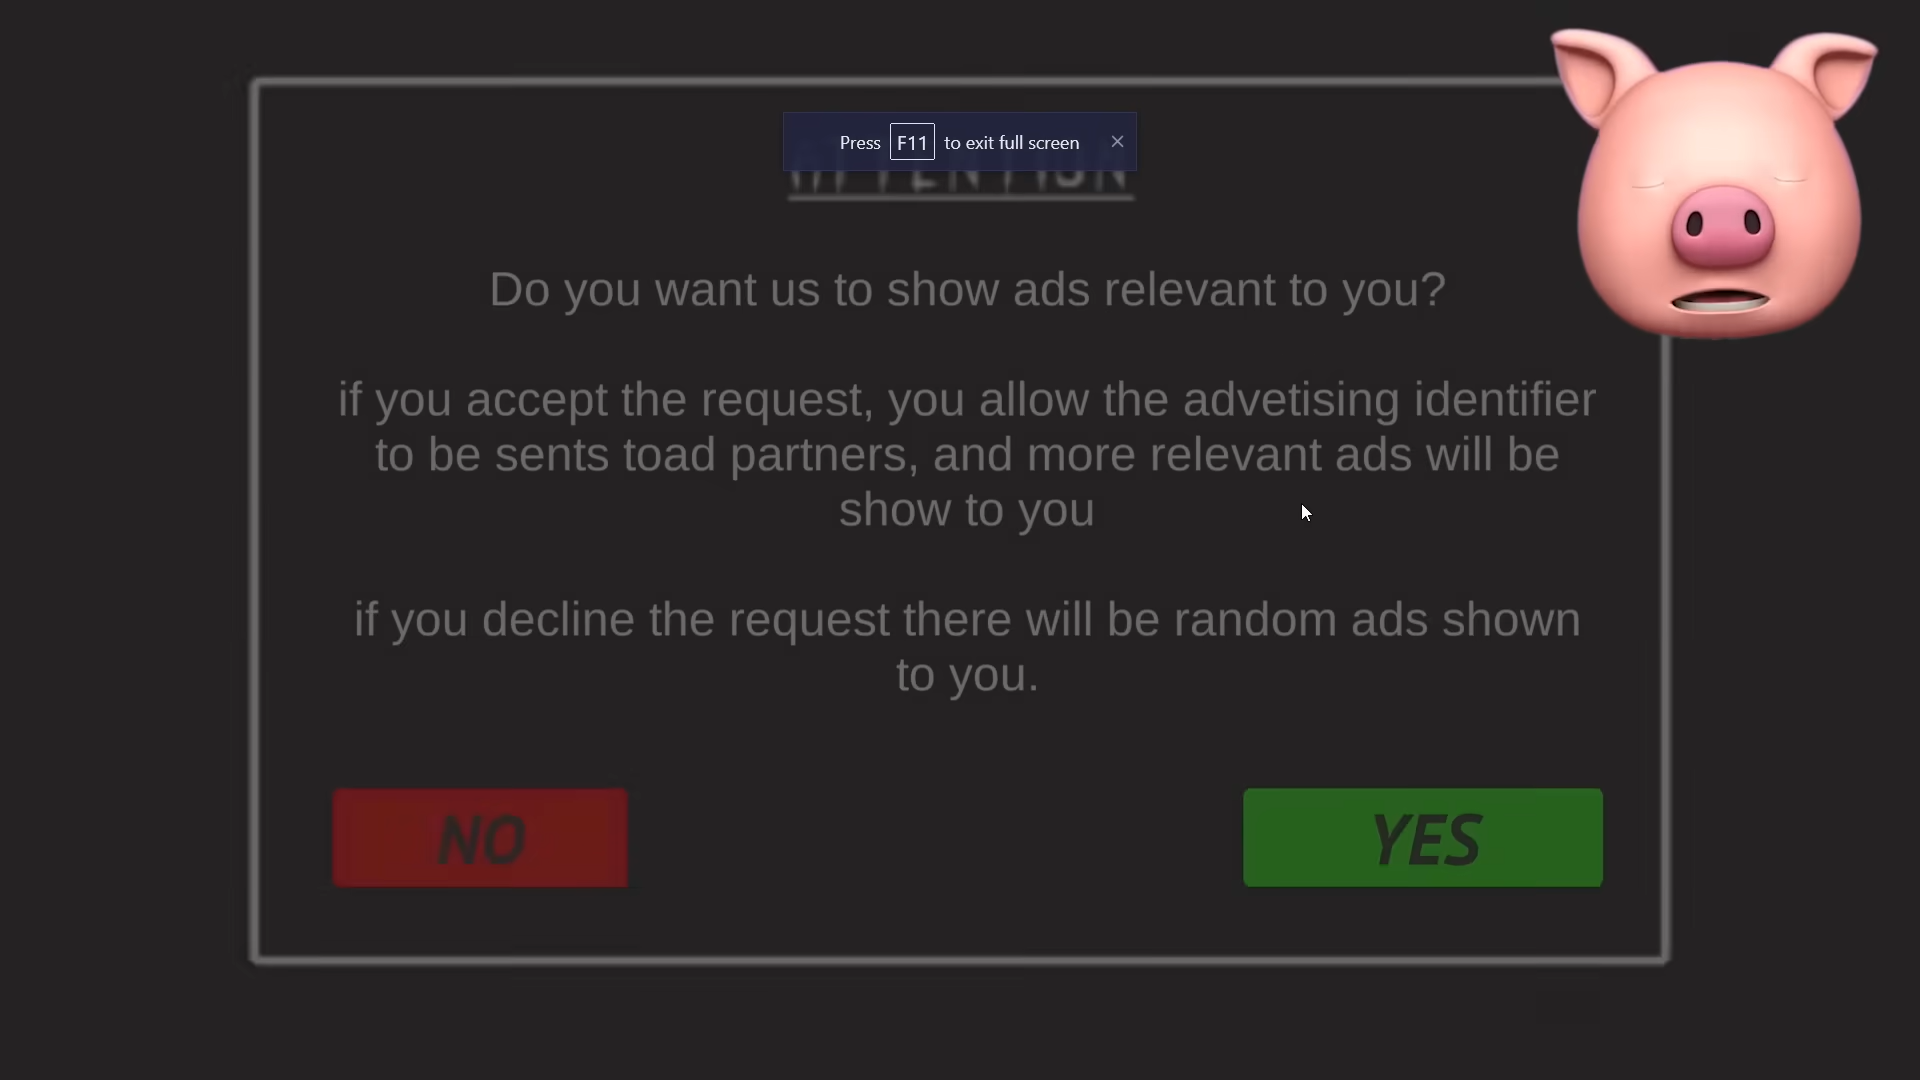 Press F11 to exit full screen
ATTENTION
Do you want us to show ads relevant to you?
if you accept the request, you allow the advetising identifier
to be sents toad partners, and more relevant ads will be
show to you
if you decline the request there will be random ads shown
to you.
NO
YES